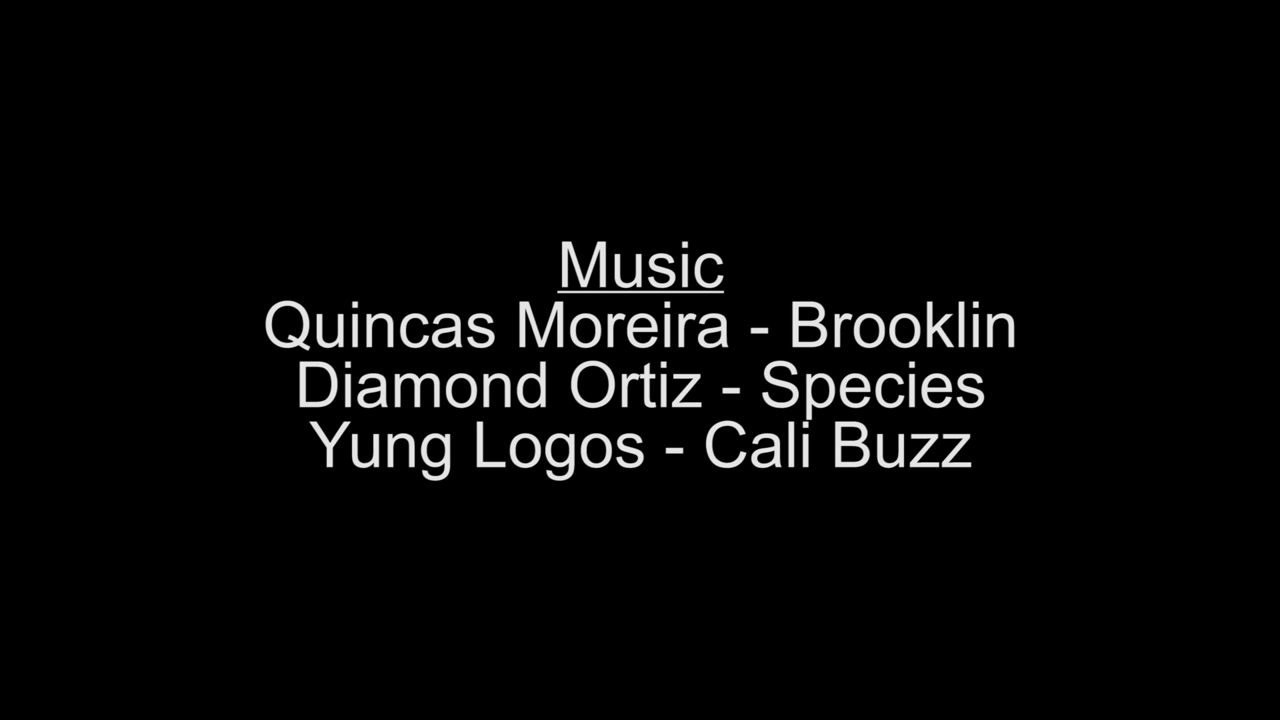 Music
Quincas Moreira - Brooklin
Diamond Ortiz - Species
Yung Logos - Cali Buzz